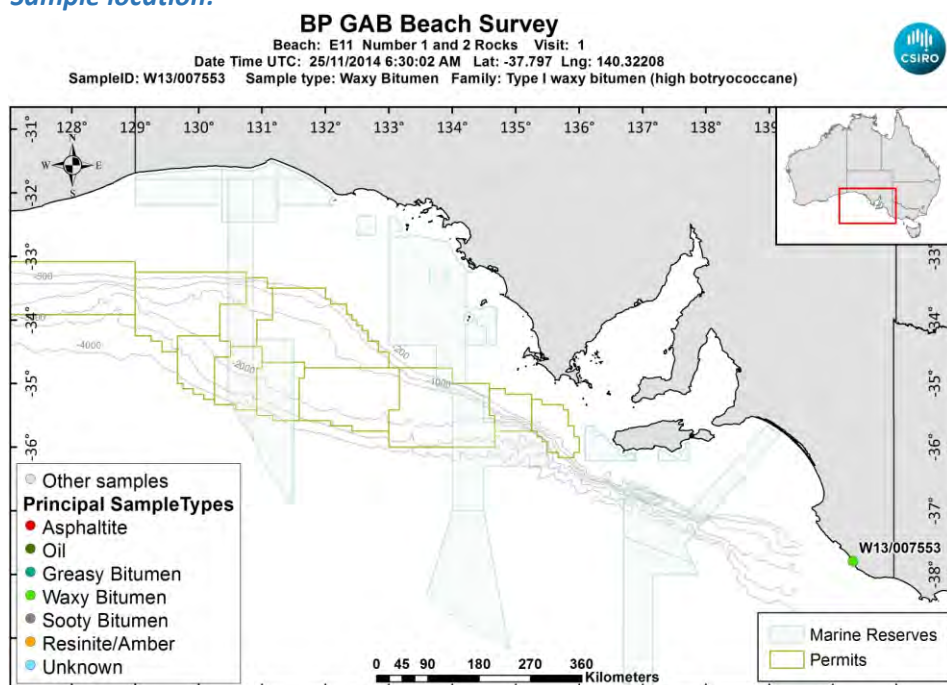 Sample location:
BP GAB Beach Survey
Beach: E11 Number 1 and 2 Rocks Visit: 1
Date Time UTC: 25/11/2014 6:30:02 AM Lat: -37.797 Lng: 140.32208
SampleID: W13/007553 Sample type: Waxy Bitumen Family: Type I waxy bitumen (high botryococcane)
CSIRO
128° 129° 130° 131° 132° 133° 134° 135° 136° 137° 138° 139
-31°
-32°
-33°
-34°
-35°
-36°
-37°
-38°
N
W E
S
-33°
-34°
-35°
-36°
-37°
-38°
-200
-1000
-2000
-4000
W13/007553
Other samples
Principal SampleTypes
Asphaltite
Oil
Greasy Bitumen
Waxy Bitumen
Sooty Bitumen
Resinite/Amber
Unknown
0 45 90 180 270 360
Kilometers
Marine Reserves
Permits